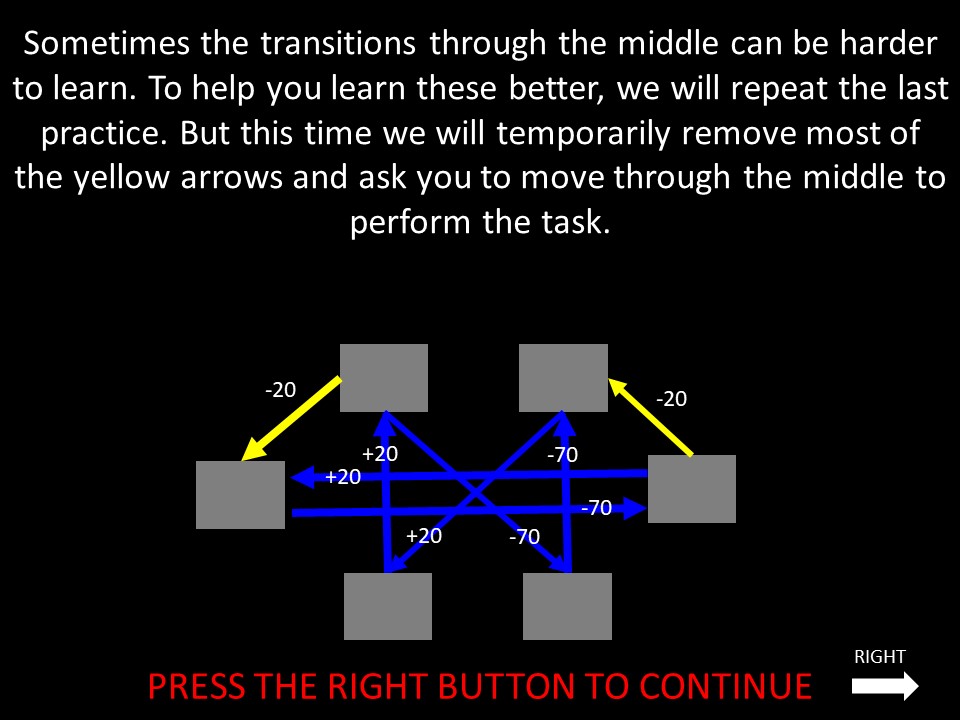 Sometimes the transitions through the middle can be harder
to learn. To help you learn these better, we will repeat the last
practice. But this time we will temporarily remove most of
the yellow arrows and ask you to move through the middle to
perform the task.
-20
-20
+20
-70
+20
-70
+20
-70
RIGHT
PRESS THE RIGHT BUTTON TO CONTINUE